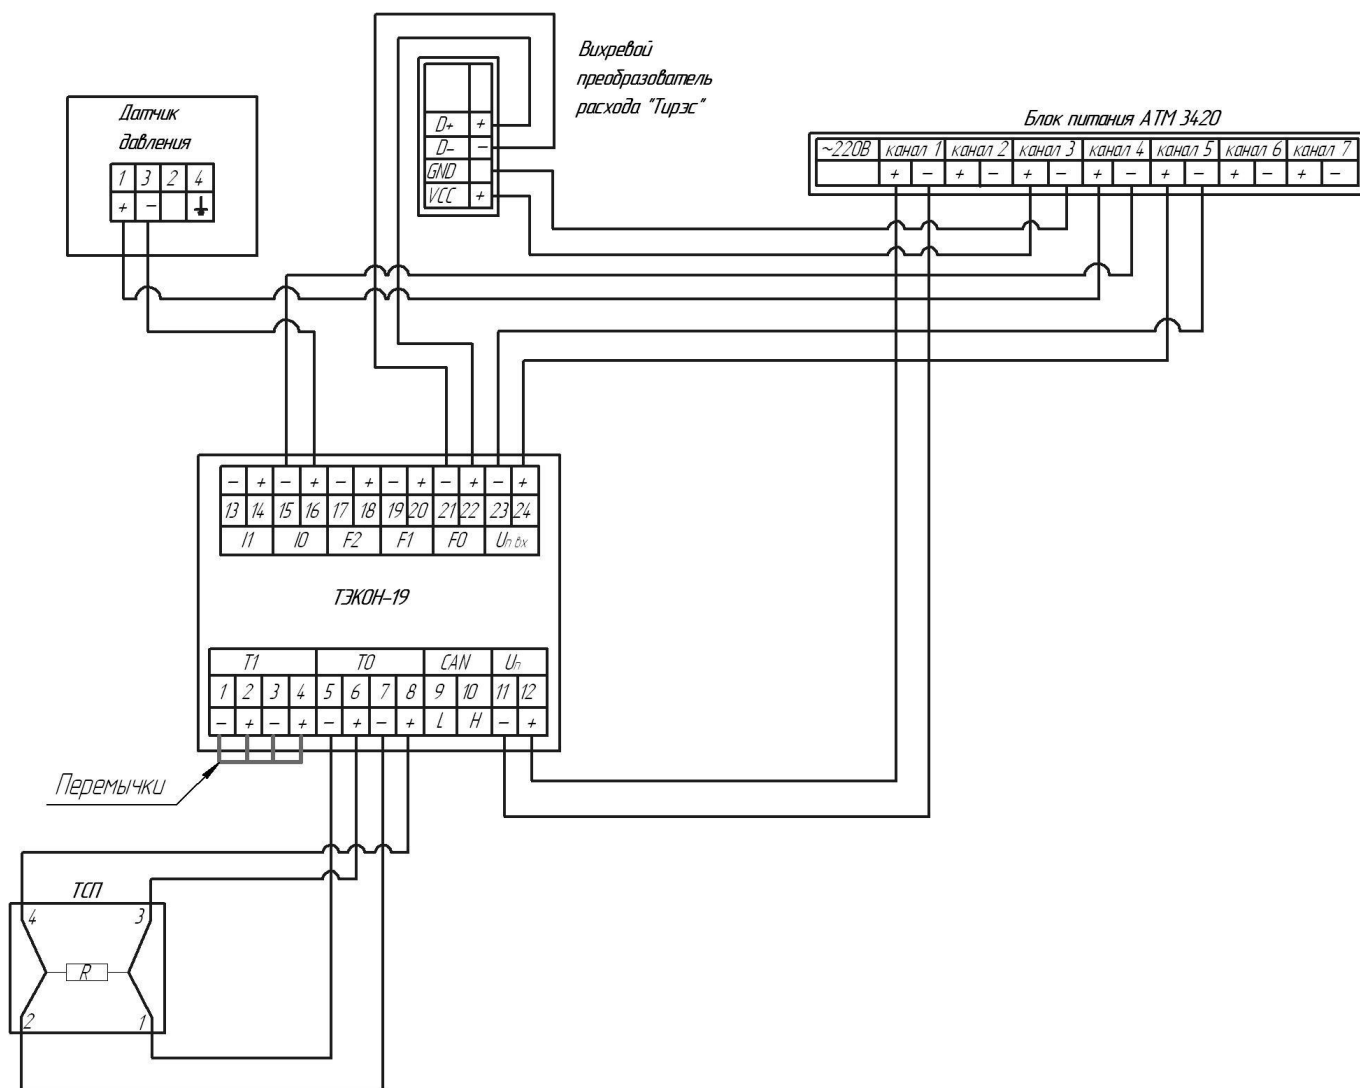 Вихревой
преобразователь
расхода "Тирэс"
Датчик
давления
1 3 2 4
+ −
D+ +
D− −
GND
VCC +
Блок питания АТМ 3420
~220В канал 1 канал 2 канал 3 канал 4 канал 5 канал 6 канал 7
+ − + − + − + − + − + − + −
− + − + − + − + − + − +
13 14 15 16 17 18 19 20 21 22 23 24
I1 I0 F2 F1 F0 Uп вх
ТЭКОН-19
T1 T0 CAN Uп
1 2 3 4 5 6 7 8 9 10 11 12
− + − + − + − + L H − +
Перемычки
ТСП
4 3
R
2 1